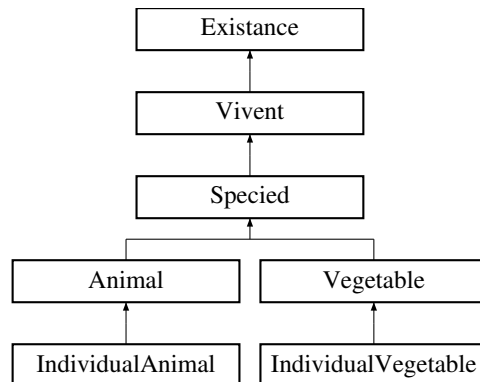 Existance
Vivent
Specied
Animal
Vegetable
IndividualAnimal
IndividualVegetable